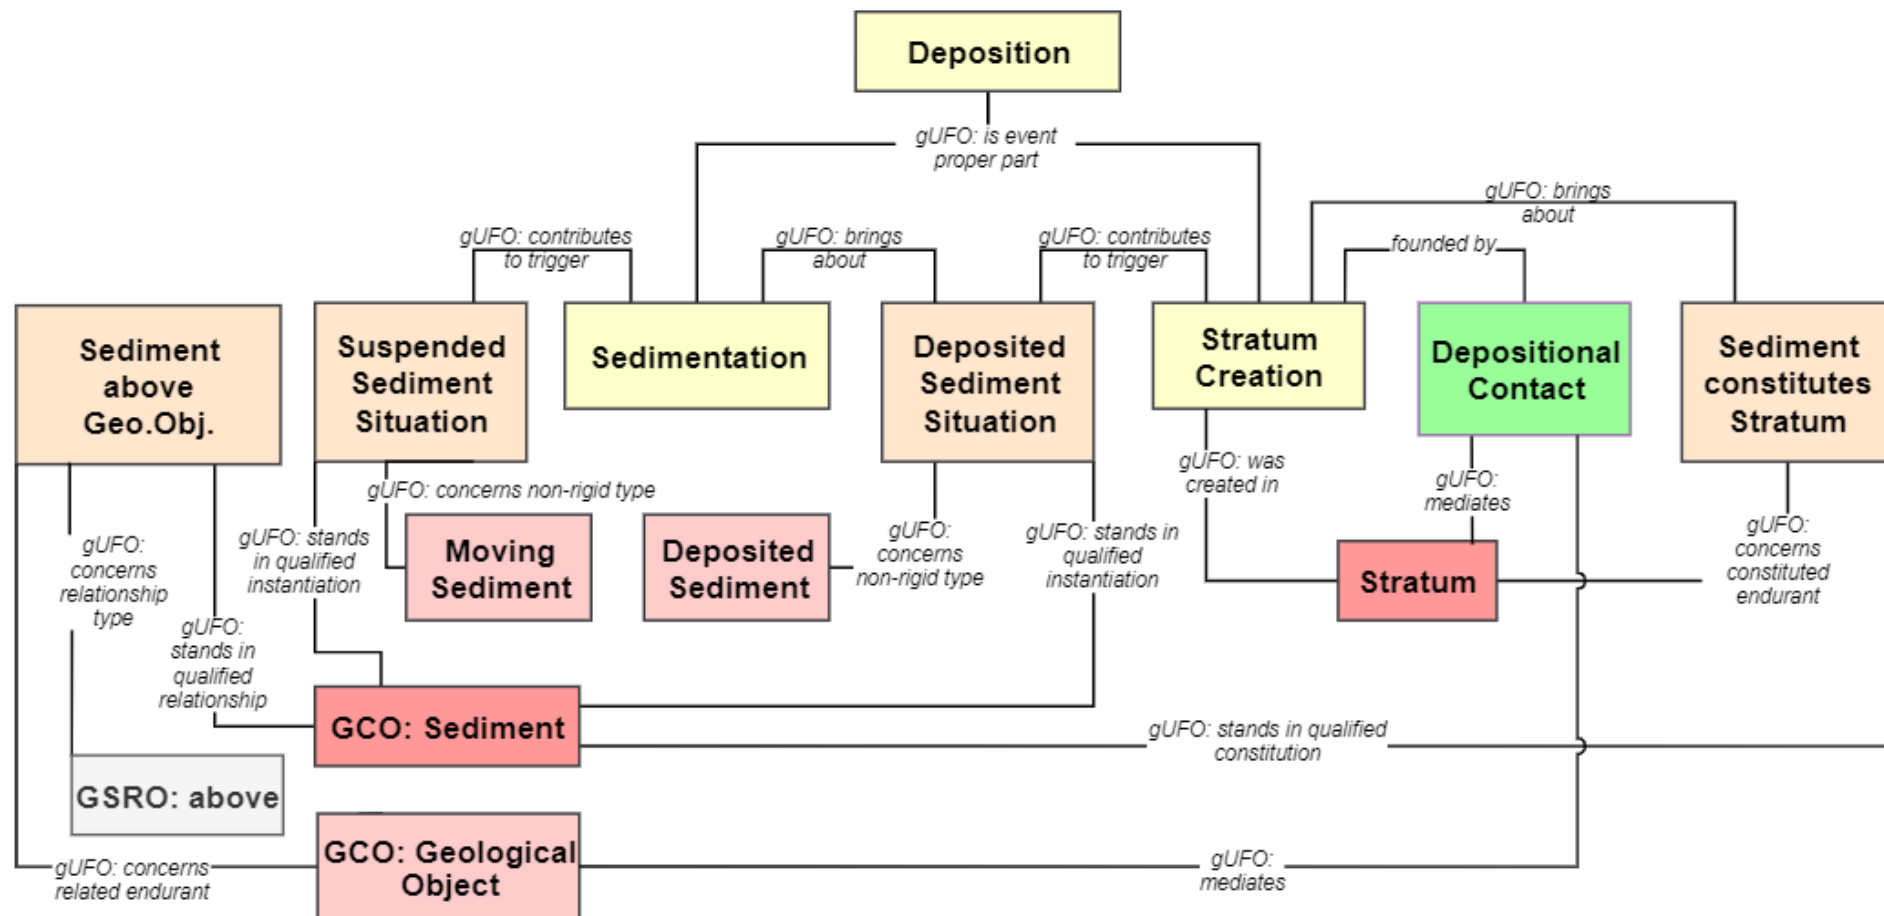 Deposition
gUFO: is event
proper part
gUFO: brings
about
gUFO: contributes
to trigger
gUFO: brings
about
gUFO: contributes
to trigger
founded by
Sediment
above
Geo.Obj.
Suspended
Sediment
Situation
Sedimentation
Deposited
Sediment
Situation
Stratum
Creation
Depositional
Contact
Sediment
constitutes
Stratum
gUFO: concerns non-rigid type
gUFO: was
created in
gUFO:
mediates
gUFO:
concerns
relationship
type
gUFO: stands
in qualified
instantiation
Moving
Sediment
Deposited
Sediment
gUFO:
concerns
non-rigid type
gUFO: stands in
qualified
instantiation
Stratum
gUFO:
concerns
constituted
endurant
gUFO:
stands in
qualified
relationship
GCO: Sediment
gUFO: stands in qualified
constitution
GSRO: above
GCO: Geological
Object
gUFO: concerns
related endurant
gUFO:
mediates